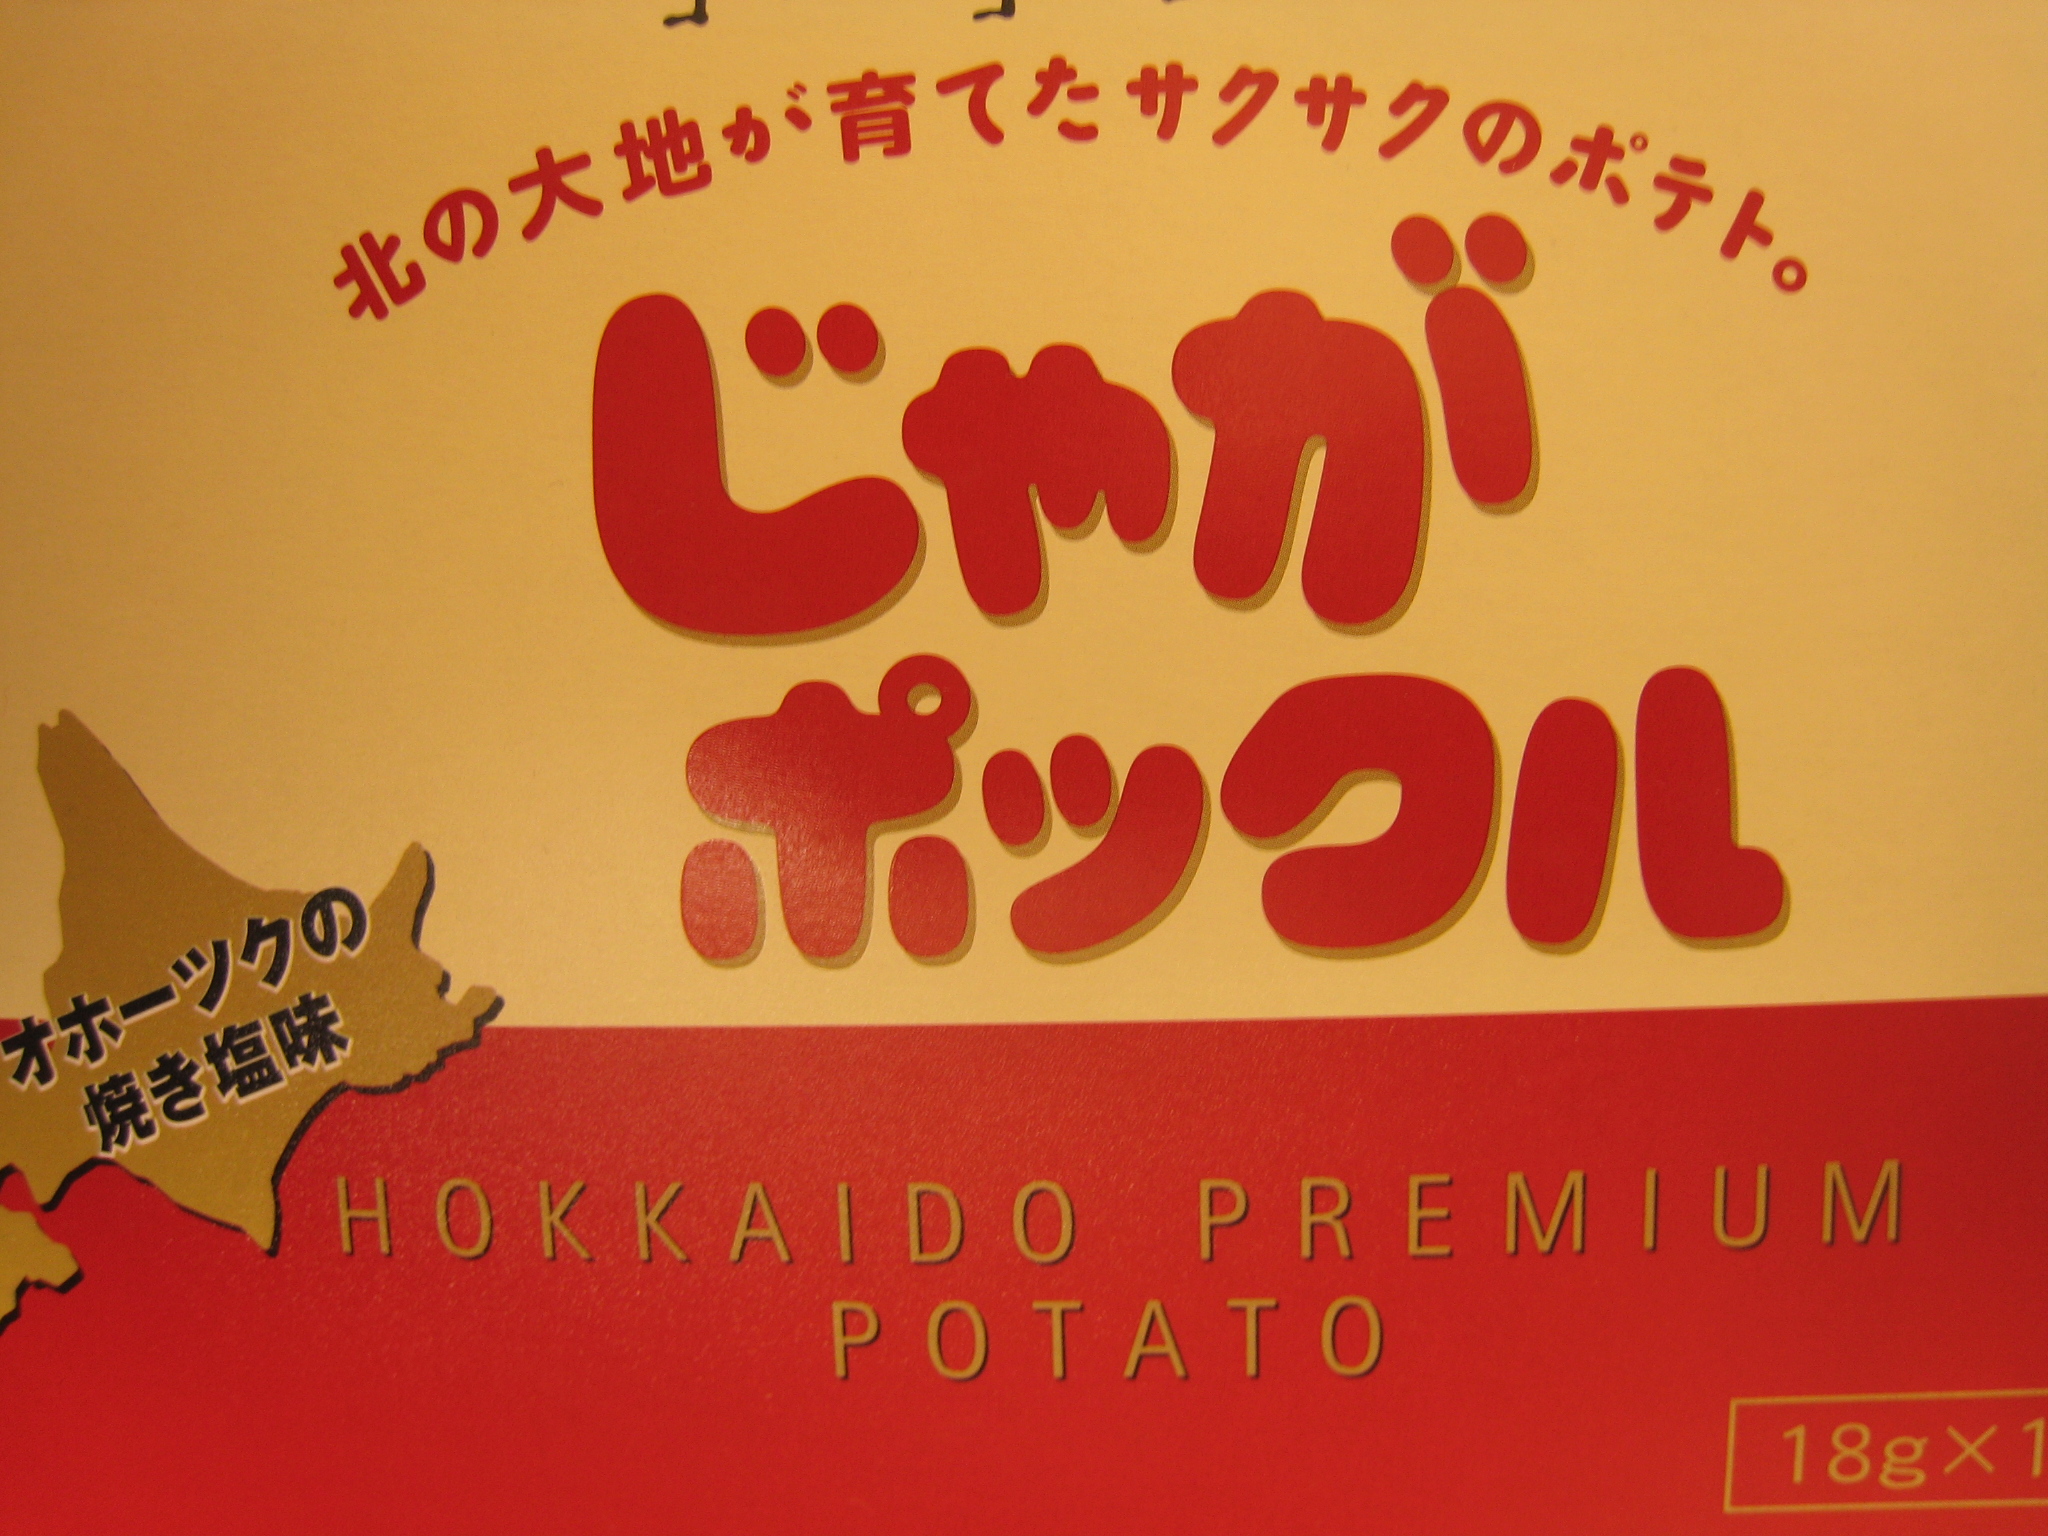 北の大地が育てたサクサクのポテト。
じゃが
ポックル
オホーツクの
焼き塩味
HOKKAIDO PREMIUM
POTATO
18g×1